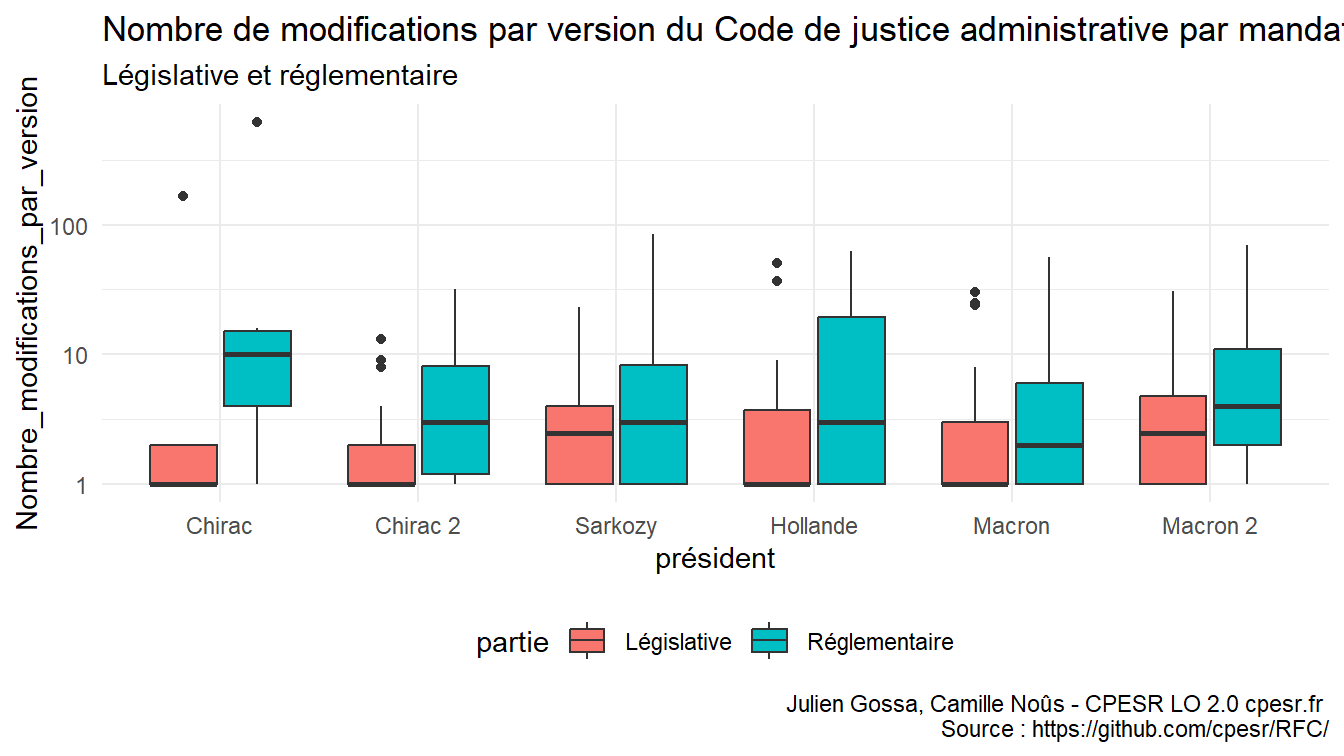 Nombre de modifications par version du Code de justice administrative par manda
Législative et réglementaire
Nombre_modifications_par_version
100
10
1
Chirac
Chirac 2
Sarkozy
Hollande
Macron
Macron 2
président
partie
Législative
Réglementaire
Julien Gossa, Camille Noûs - CPESR LO 2.0 cpesr.fr
Source : https://github.com/cpesr/RFC/